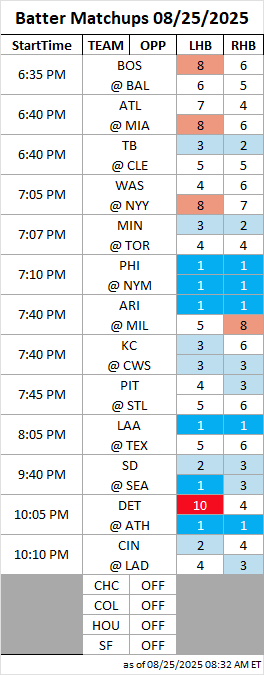 Batter Matchups 08/25/2025
StartTime TEAM OPP LHB RHB
6:35 PM BOS 8 6
@ BAL 6 5
6:40 PM ATL 7 4
@ MIA 8 6
6:40 PM TB 3 2
@ CLE 5 5
7:05 PM WAS 4 6
@ NYY 8 7
7:07 PM MIN 3 2
@ TOR 4 4
7:10 PM PHI 1 1
@ NYM 1 1
7:40 PM ARI 1 1
@ MIL 5 8
7:40 PM KC 3 6
@ CWS 3 3
7:45 PM PIT 4 3
@ STL 5 6
8:05 PM LAA 1 1
@ TEX 5 6
9:40 PM SD 2 3
@ SEA 1 3
10:05 PM DET 10 4
@ ATH 1 1
10:10 PM CIN 2 4
@ LAD 4 3
CHC OFF
COL OFF
HOU OFF
SF OFF
as of 08/25/2025 08:32 AM ET